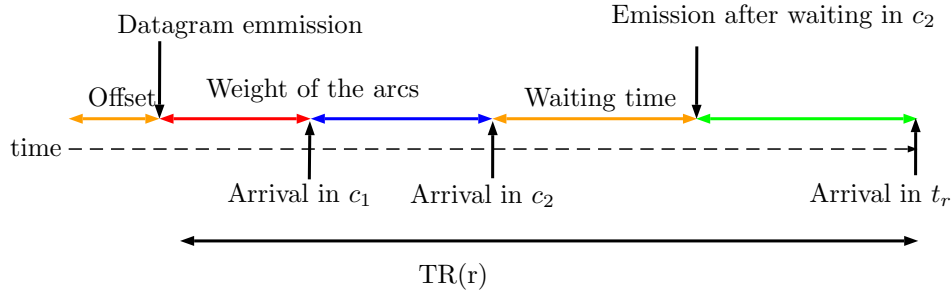 Emission after waiting in c₂
Datagram emmission
Offset
Weight of the arcs
Waiting time
time
Arrival in c₁
Arrival in c₂
Arrival in tᵣ
TR(r)